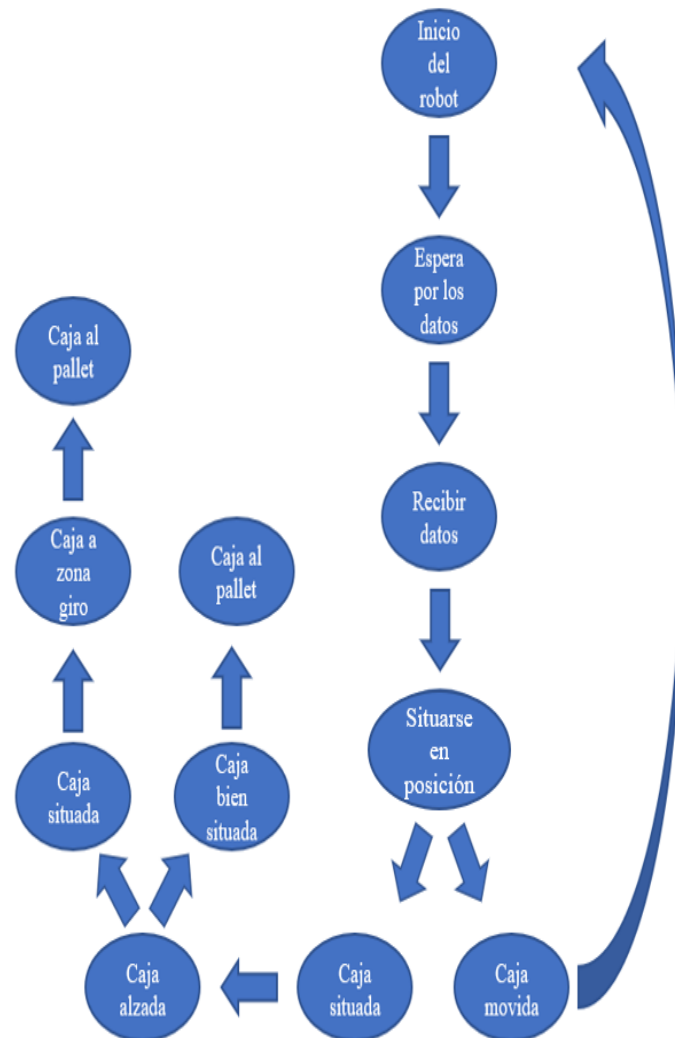 Inicio
del
robot
Espera
por los
datos
Recibir
datos
Situarse
en
posición
Caja
situada
Caja
movida
Caja
alzada
Caja
situada
Caja
bien
situada
Caja a
zona
giro
Caja al
pallet
Caja al
pallet